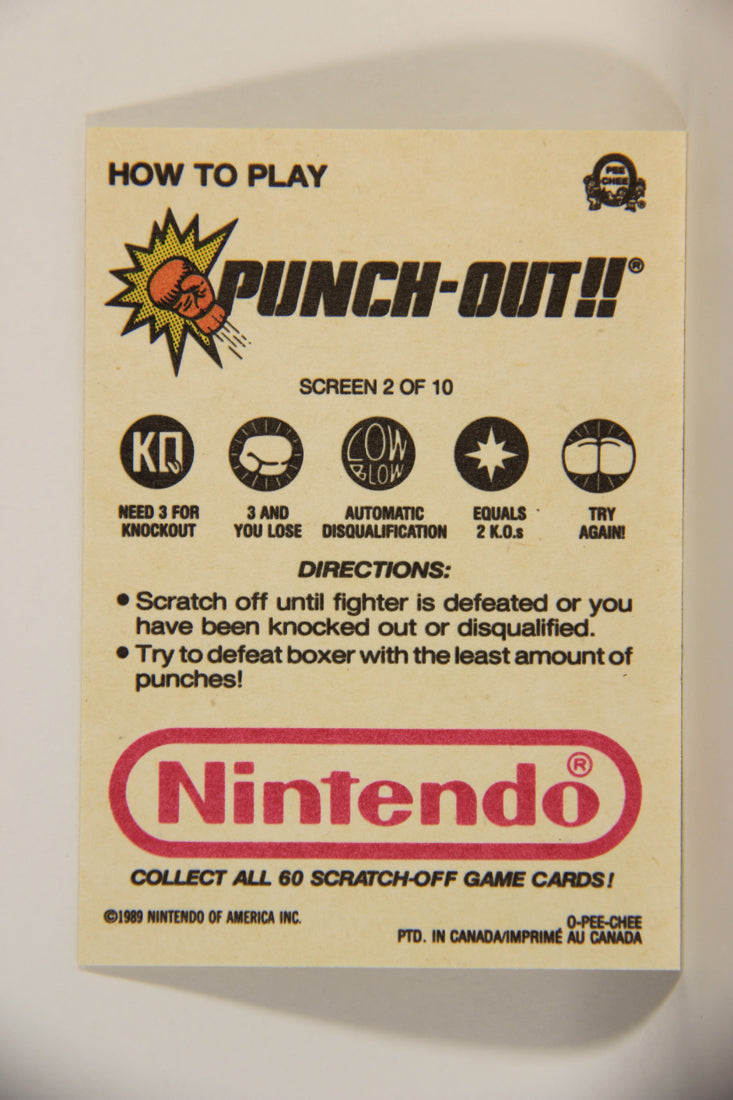 HOW TO PLAY
PEE
CHEE
®
PUNCH-OUT!!®
SCREEN 2 OF 10
KO
LOW
BLOW
NEED 3 FOR
KNOCKOUT
3 AND
YOU LOSE
AUTOMATIC
DISQUALIFICATION
EQUALS
2 K.O.s
TRY
AGAIN!
DIRECTIONS:
• Scratch off until fighter is defeated or you
have been knocked out or disqualified.
• Try to defeat boxer with the least amount of
punches!
Nintendo®
COLLECT ALL 60 SCRATCH-OFF GAME CARDS!
©1989 NINTENDO OF AMERICA INC.
O-PEE-CHEE
PTD. IN CANADA/IMPRIMÉ AU CANADA